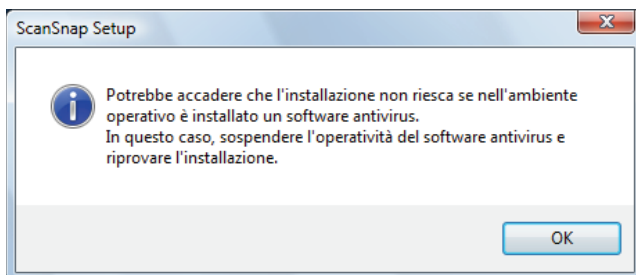 ScanSnap Setup
Potrebbe accadere che l'installazione non riesca se nell'ambiente
operativo è installato un software antivirus.
In questo caso, sospendere l'operatività del software antivirus e
riprovare l'installazione.
OK